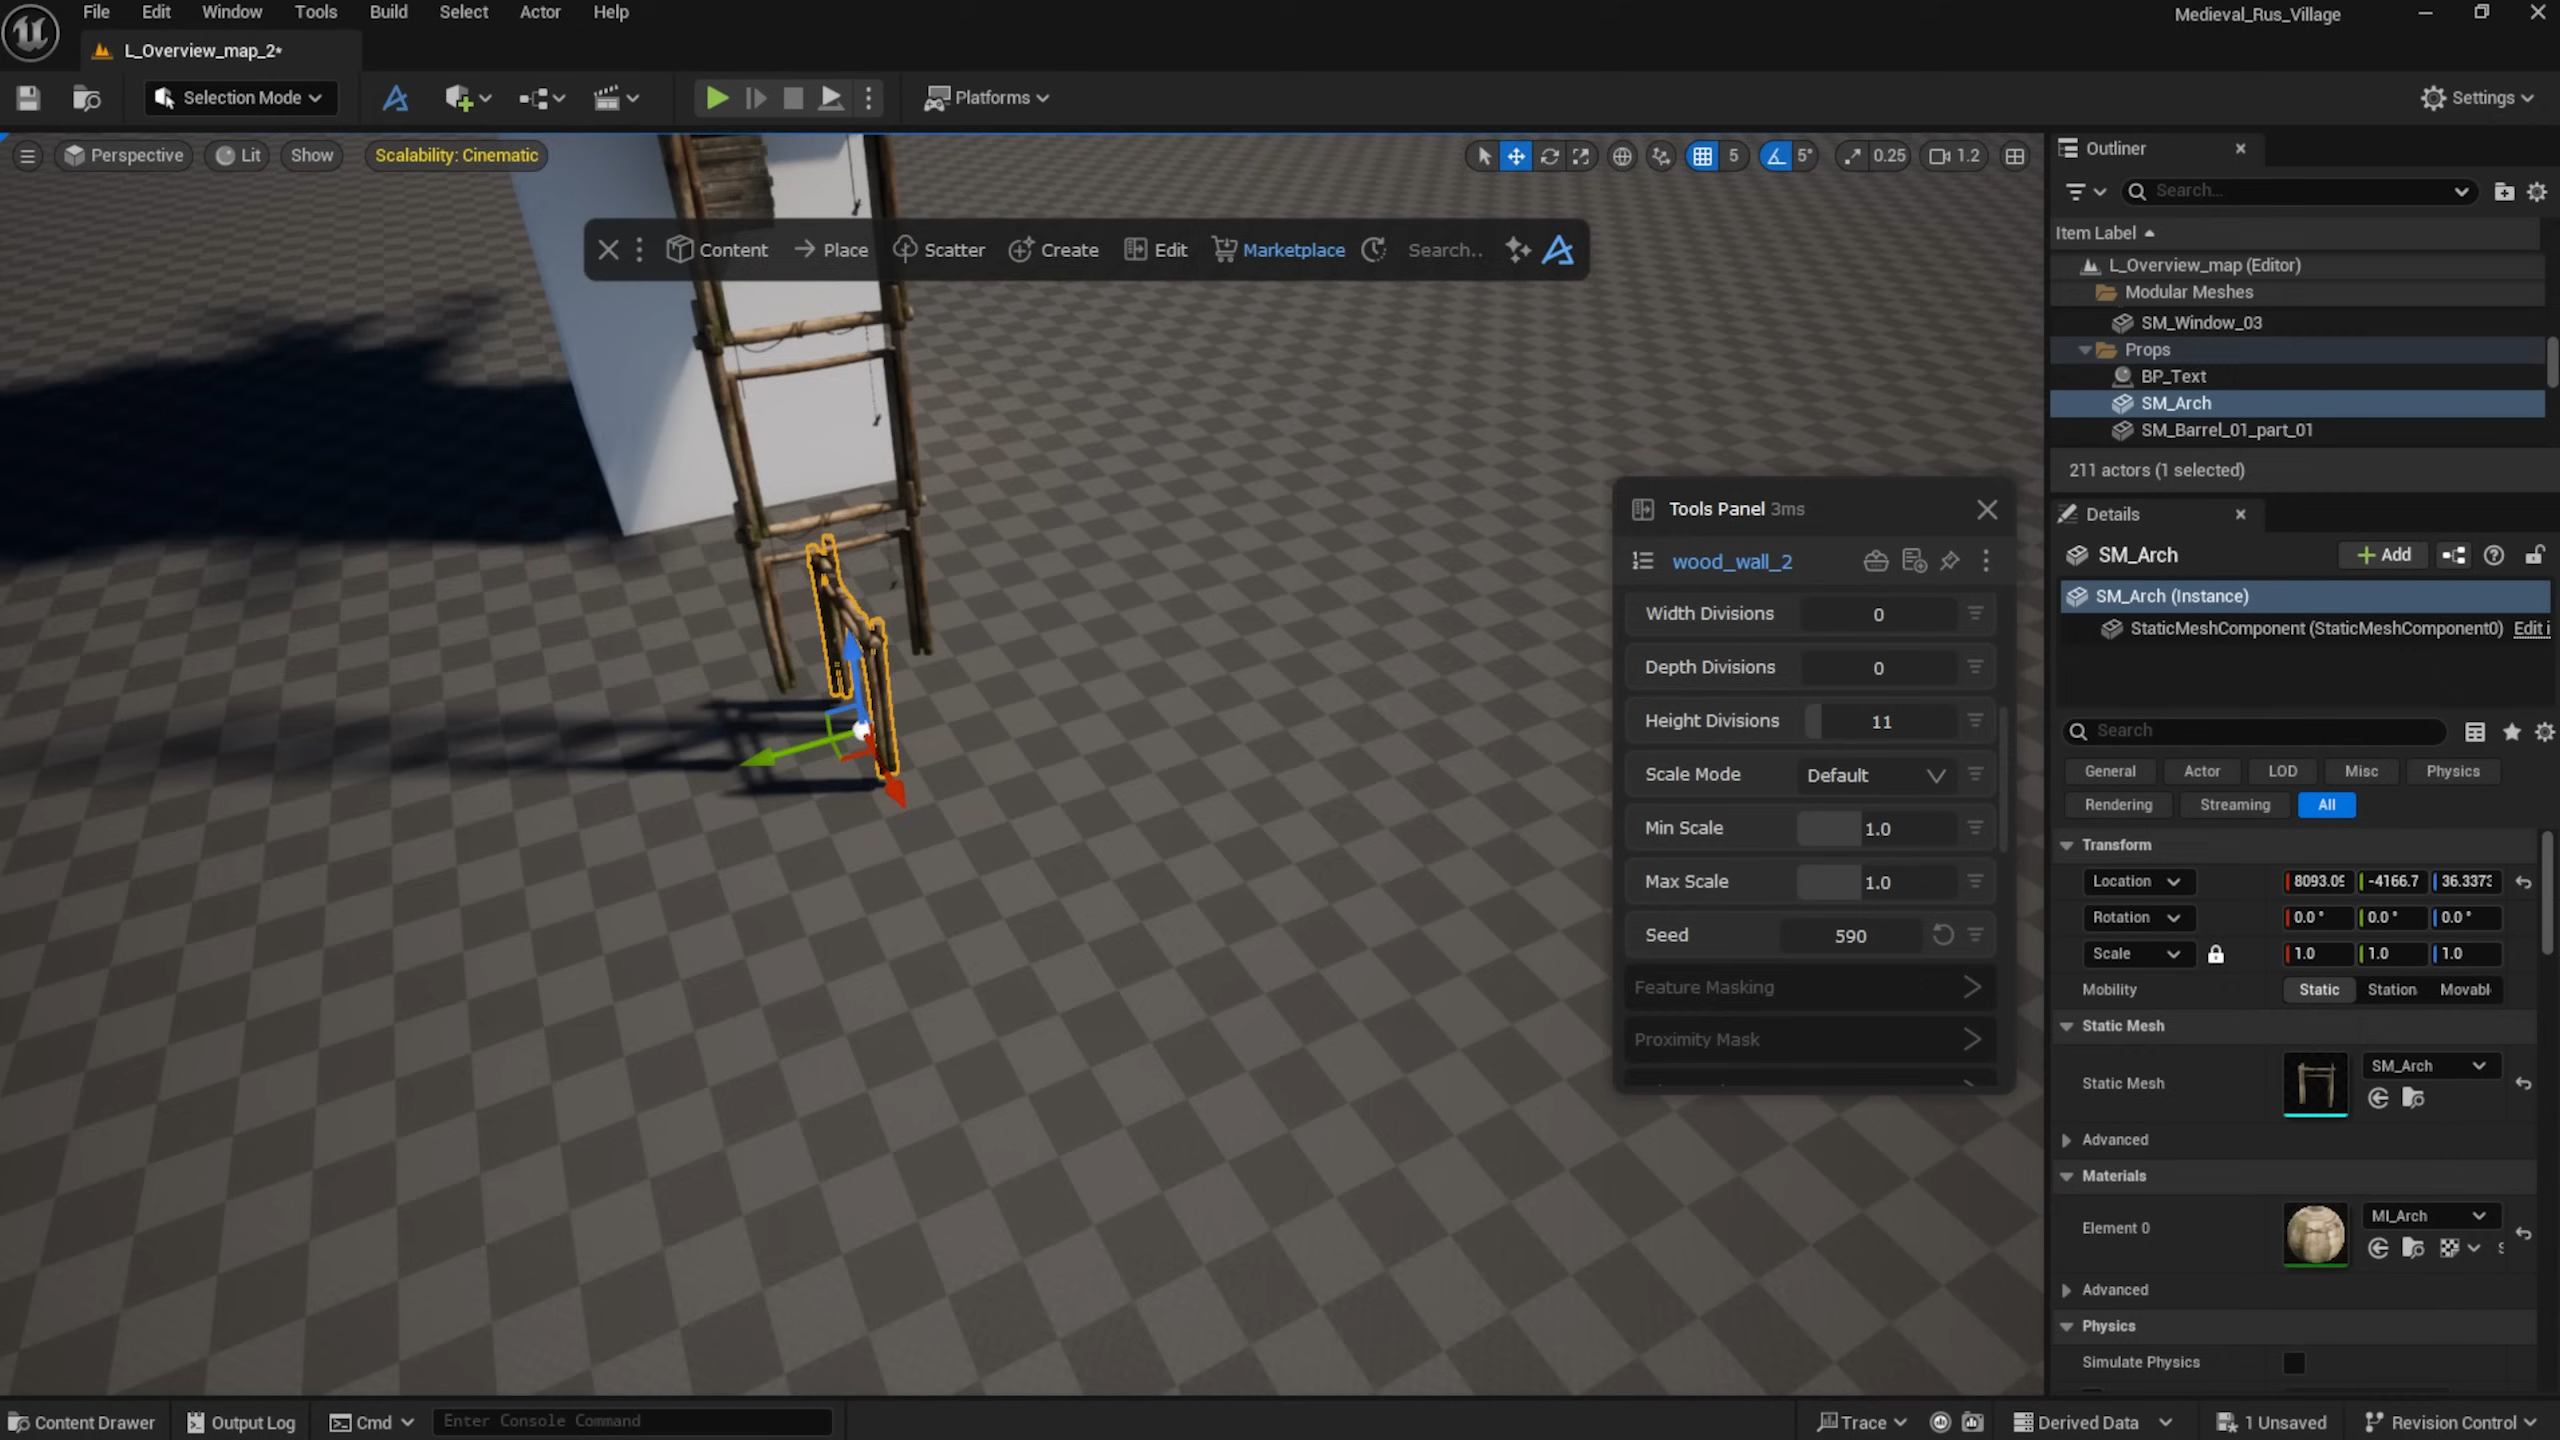 File Edit Window Tools Build Select Actor Help
Medieval_Rus_Village
L_Overview_map_2*
Selection Mode
Platforms
Settings
Perspective Lit Show Scalability: Cinematic
5 5° 0.25 1.2
Content Place Scatter Create Edit Marketplace Search..
Outliner
Search...
Item Label
L_Overview_map (Editor)
Modular Meshes
SM_Window_03
Props
BP_Text
SM_Arch
SM_Barrel_01_part_01
211 actors (1 selected)
Tools Panel 3ms
wood_wall_2
Width Divisions 0
Depth Divisions 0
Height Divisions 11
Scale Mode Default
Min Scale 1.0
Max Scale 1.0
Seed 590
Feature Masking
Proximity Mask
Details
SM_Arch
Add
SM_Arch (Instance)
StaticMeshComponent (StaticMeshComponent0) Edit i
Search
General Actor LOD Misc Physics
Rendering Streaming All
Transform
Location 8093.09 -4166.7 36.3373
Rotation 0.0° 0.0° 0.0°
Scale 1.0 1.0 1.0
Mobility Static Station Movabl
Static Mesh
Static Mesh SM_Arch
Advanced
Materials
Element 0 MI_Arch
Advanced
Physics
Simulate Physics
Content Drawer Output Log Cmd Enter Console Command
Trace Derived Data 1 Unsaved Revision Control